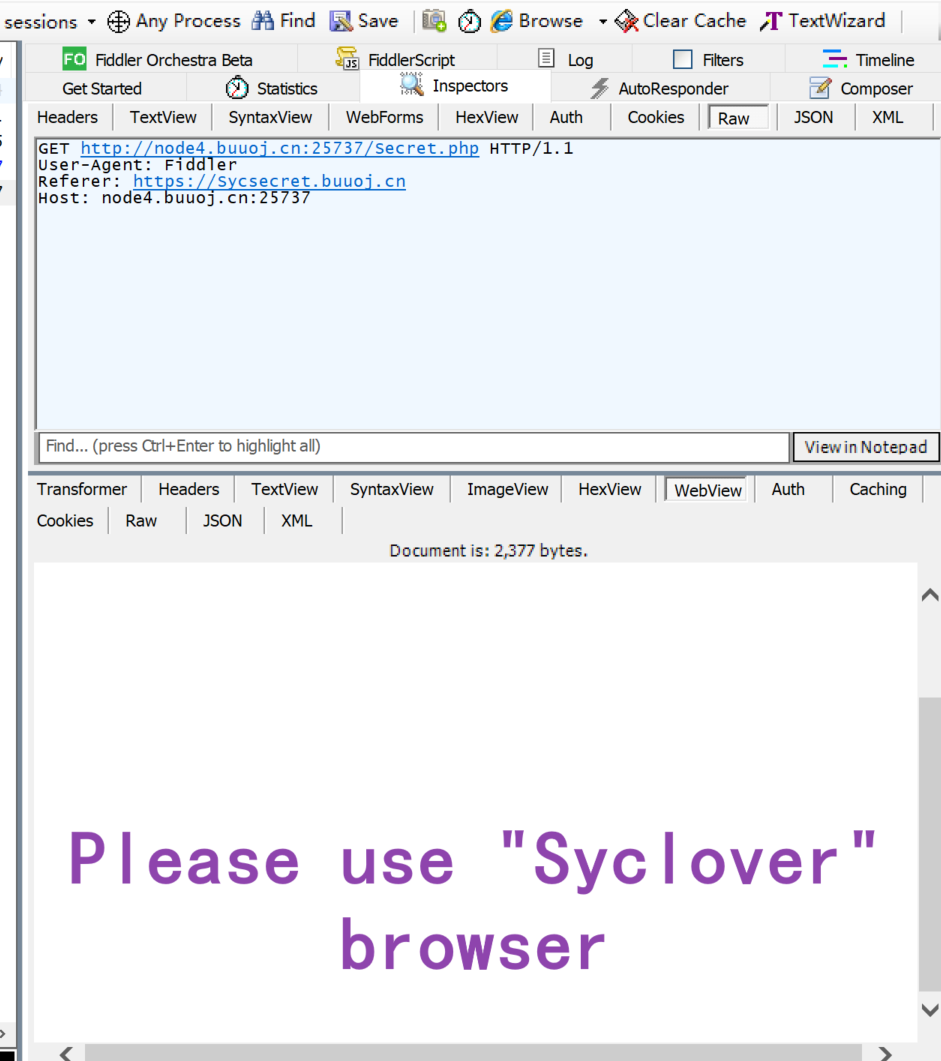 sessions Any Process Find Save Browse Clear Cache TextWizard
FO Fiddler Orchestra Beta JS FiddlerScript Log Filters Timeline
Get Started Statistics Inspectors AutoResponder Composer
Headers TextView SyntaxView WebForms HexView Auth Cookies Raw JSON XML
GET http://node4.buuoj.cn:25737/Secret.php HTTP/1.1
User-Agent: Fiddler
Referer: https://Sycsecret.buuoj.cn
Host: node4.buuoj.cn:25737
Find... (press Ctrl+Enter to highlight all) View in Notepad
Transformer Headers TextView SyntaxView ImageView HexView WebView Auth Caching
Cookies Raw JSON XML
Document is: 2,377 bytes.
Please use "Syclover"
browser